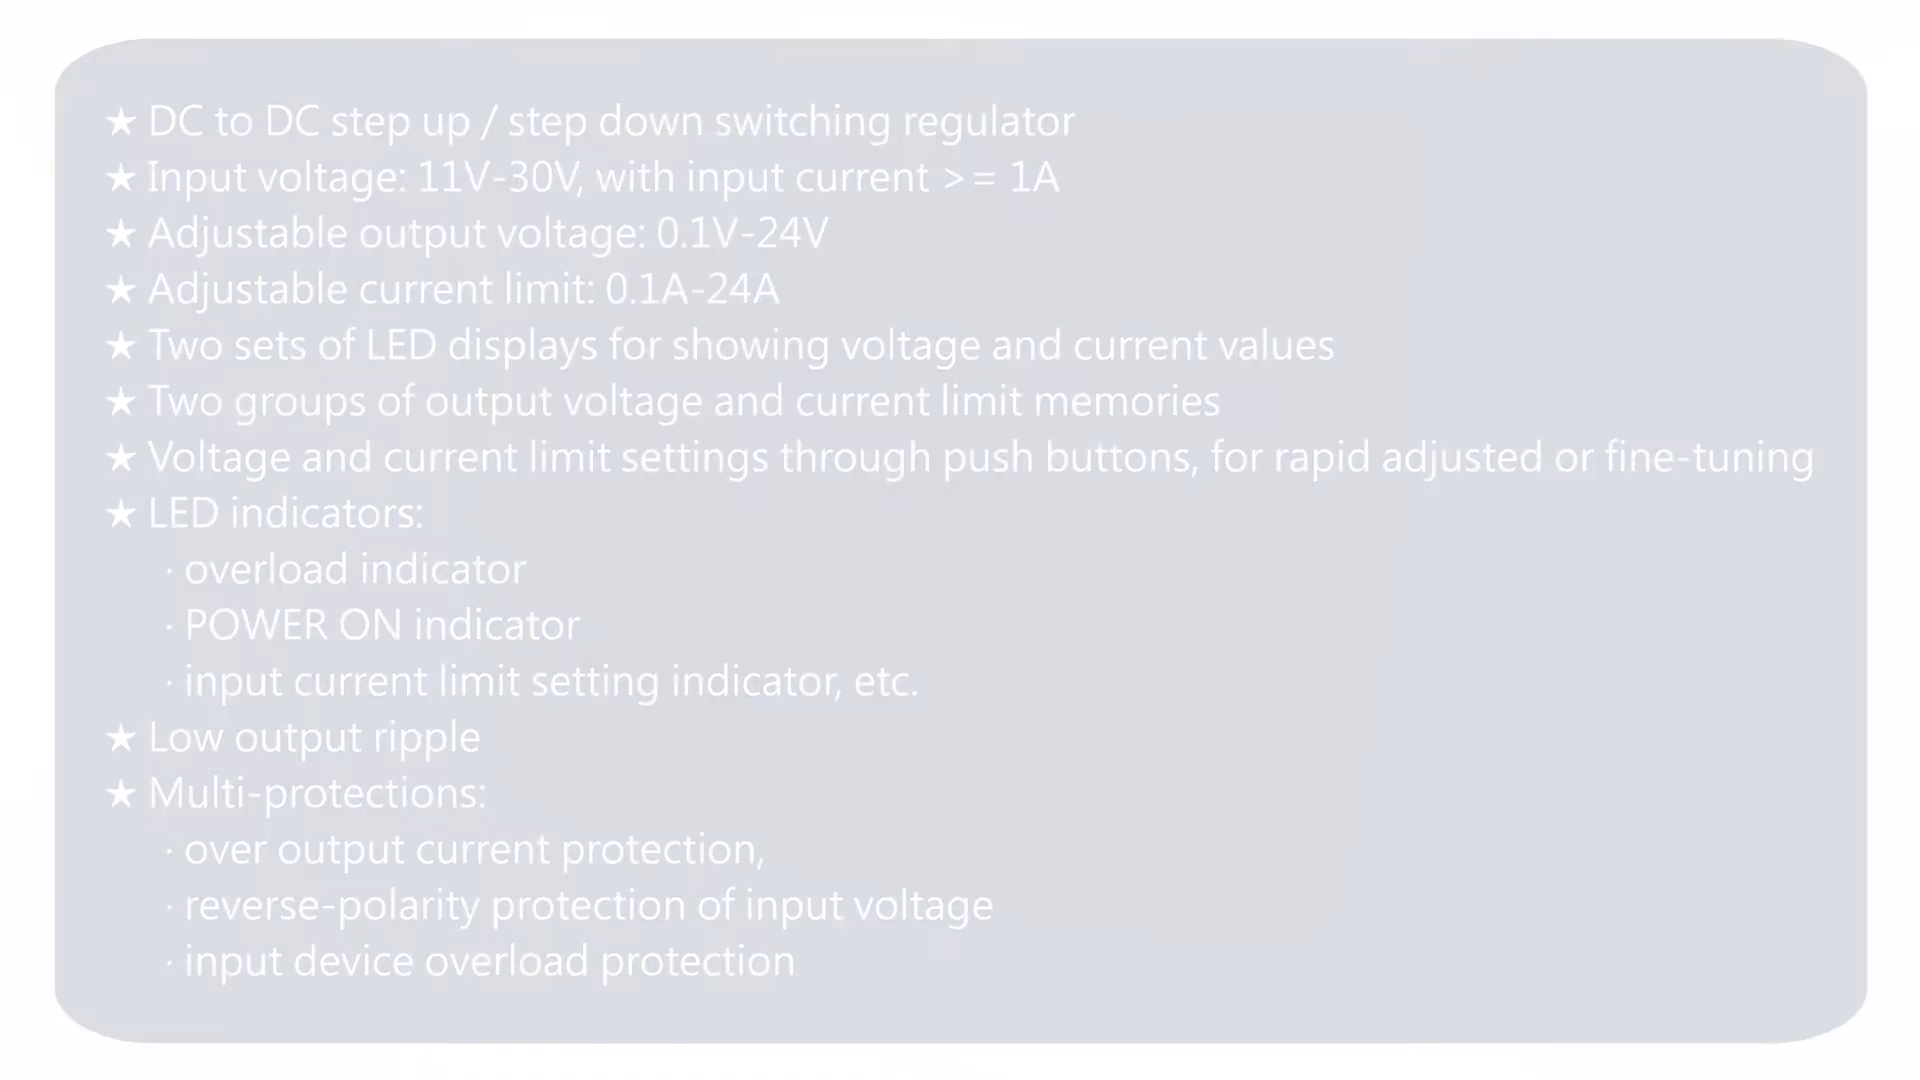 ★ DC to DC step up / step down switching regulator
★ Input voltage: 11V-30V, with input current >= 1A
★ Adjustable output voltage: 0.1V-24V
★ Adjustable current limit: 0.1A-24A
★ Two sets of LED displays for showing voltage and current values
★ Two groups of output voltage and current limit memories
★ Voltage and current limit settings through push buttons, for rapid adjusted or fine-tuning
★ LED indicators:
· overload indicator
· POWER ON indicator
· input current limit setting indicator, etc.
★ Low output ripple
★ Multi-protections:
· over output current protection,
· reverse-polarity protection of input voltage
· input device overload protection